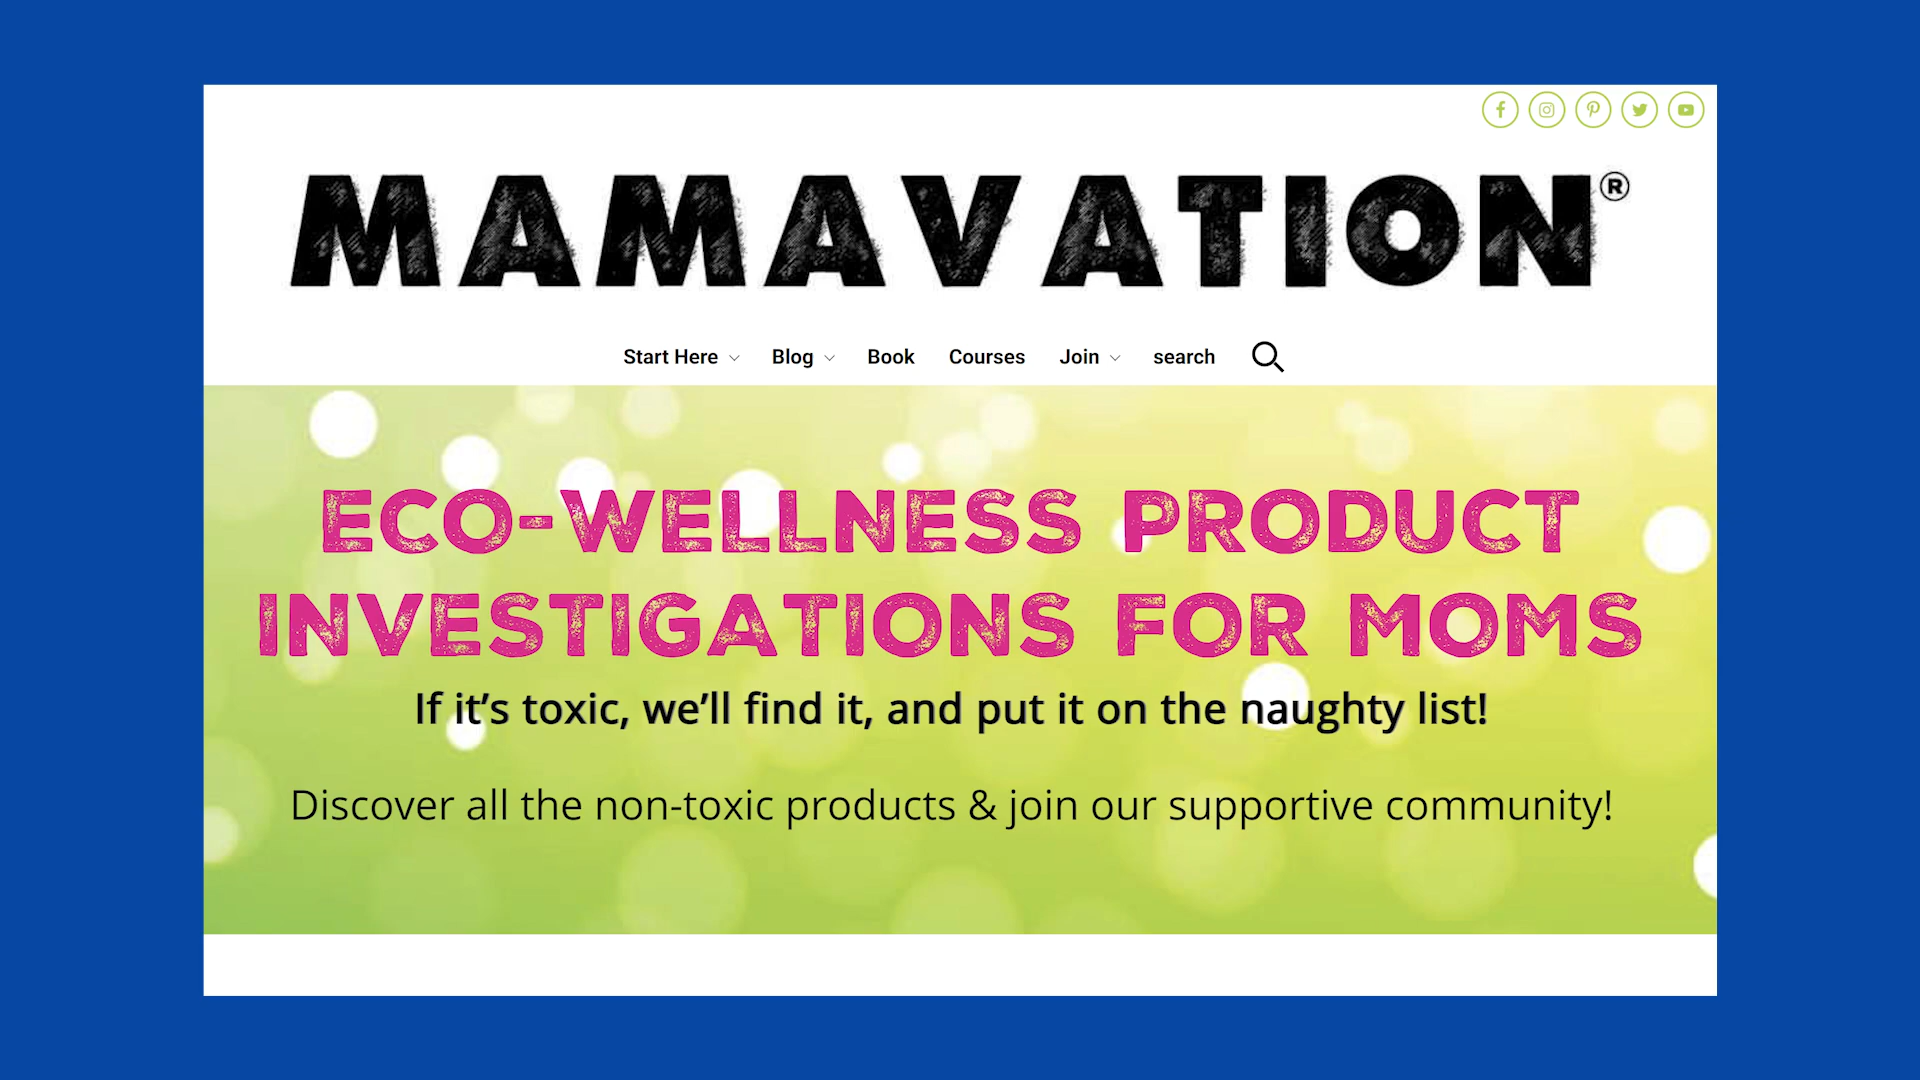 MAMAVATION®
Start Here Blog Book Courses Join search
ECO-WELLNESS PRODUCT
INVESTIGATIONS FOR MOMS
If it’s toxic, we’ll find it, and put it on the naughty list!
Discover all the non-toxic products & join our supportive community!